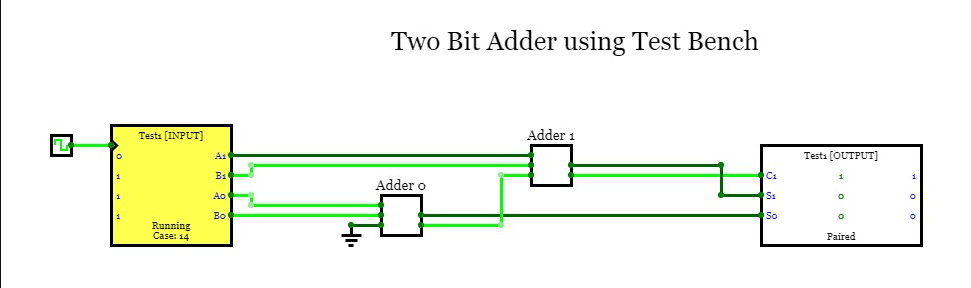 Two Bit Adder using Test Bench
Test1 [INPUT]
0 A1
1 B1
1 A0
1 B0
Running
Case: 14
Adder 0
Adder 1
Test1 [OUTPUT]
C1 1 1
S1 0 0
S0 0 0
Paired